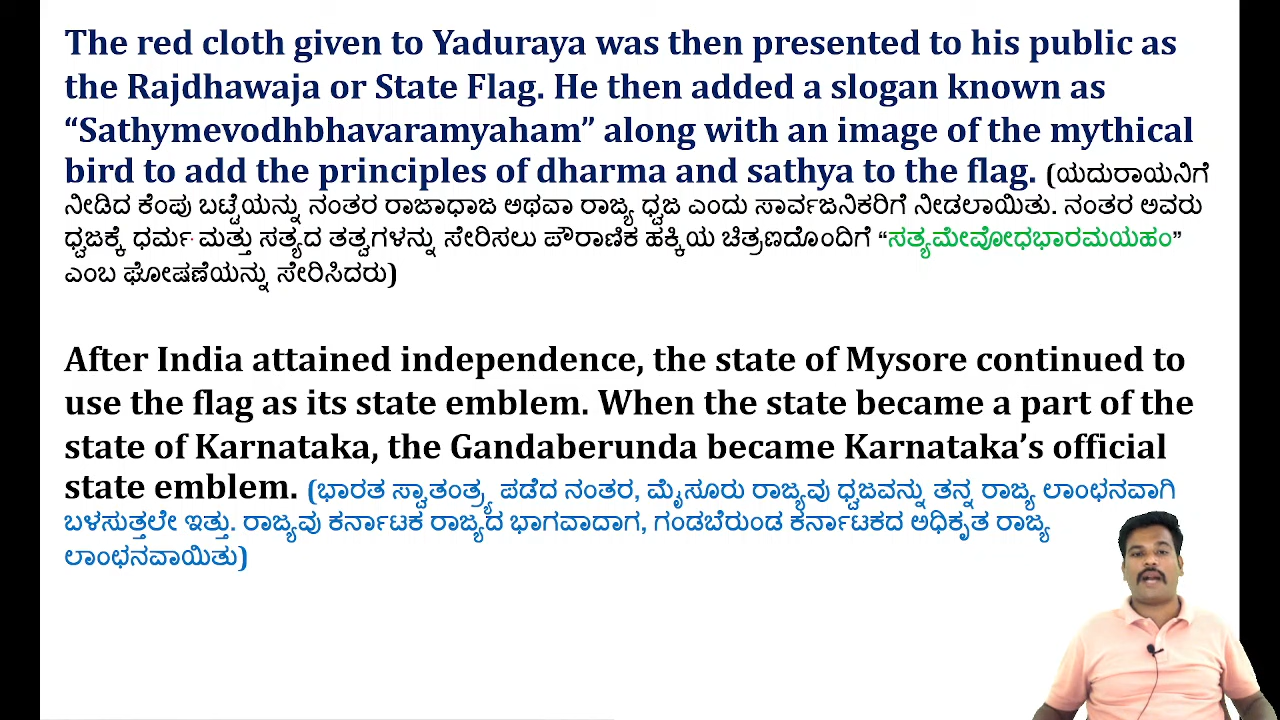 The red cloth given to Yaduraya was then presented to his public as
the Rajdhawaja or State Flag. He then added a slogan known as
“Sathymevodhbhavaramyaham” along with an image of the mythical
bird to add the principles of dharma and sathya to the flag. (ಯದುರಾಯನಿಗೆ
ನೀಡಿದ ಕೆಂಪು ಬಟ್ಟೆಯನ್ನು ನಂತರ ರಾಜಾಧಾಜ ಅಥವಾ ರಾಜ್ಯ ಧ್ವಜ ಎಂದು ಸಾರ್ವಜನಿಕರಿಗೆ ನೀಡಲಾಯಿತು. ನಂತರ ಅವರು
ಧ್ವಜಕ್ಕೆ ಧರ್ಮ ಮತ್ತು ಸತ್ಯದ ತತ್ವಗಳನ್ನು ಸೇರಿಸಲು ಪೌರಾಣಿಕ ಹಕ್ಕಿಯ ಚಿತ್ರಣದೊಂದಿಗೆ “ಸತ್ಯಮೇವೋಧಭಾರಮಯಹಂ”
ಎಂಬ ಘೋಷಣೆಯನ್ನು ಸೇರಿಸಿದರು)
After India attained independence, the state of Mysore continued to
use the flag as its state emblem. When the state became a part of the
state of Karnataka, the Gandaberunda became Karnataka’s official
state emblem. (ಭಾರತ ಸ್ವಾತಂತ್ರ್ಯ ಪಡೆದ ನಂತರ, ಮೈಸೂರು ರಾಜ್ಯವು ಧ್ವಜವನ್ನು ತನ್ನ ರಾಜ್ಯ ಲಾಂಛನವಾಗಿ
ಬಳಸುತ್ತಲೇ ಇತ್ತು. ರಾಜ್ಯವು ಕರ್ನಾಟಕ ರಾಜ್ಯದ ಭಾಗವಾದಾಗ, ಗಂಡಬೆರುಂಡ ಕರ್ನಾಟಕದ ಅಧಿಕೃತ ರಾಜ್ಯ
ಲಾಂಛನವಾಯಿತು)